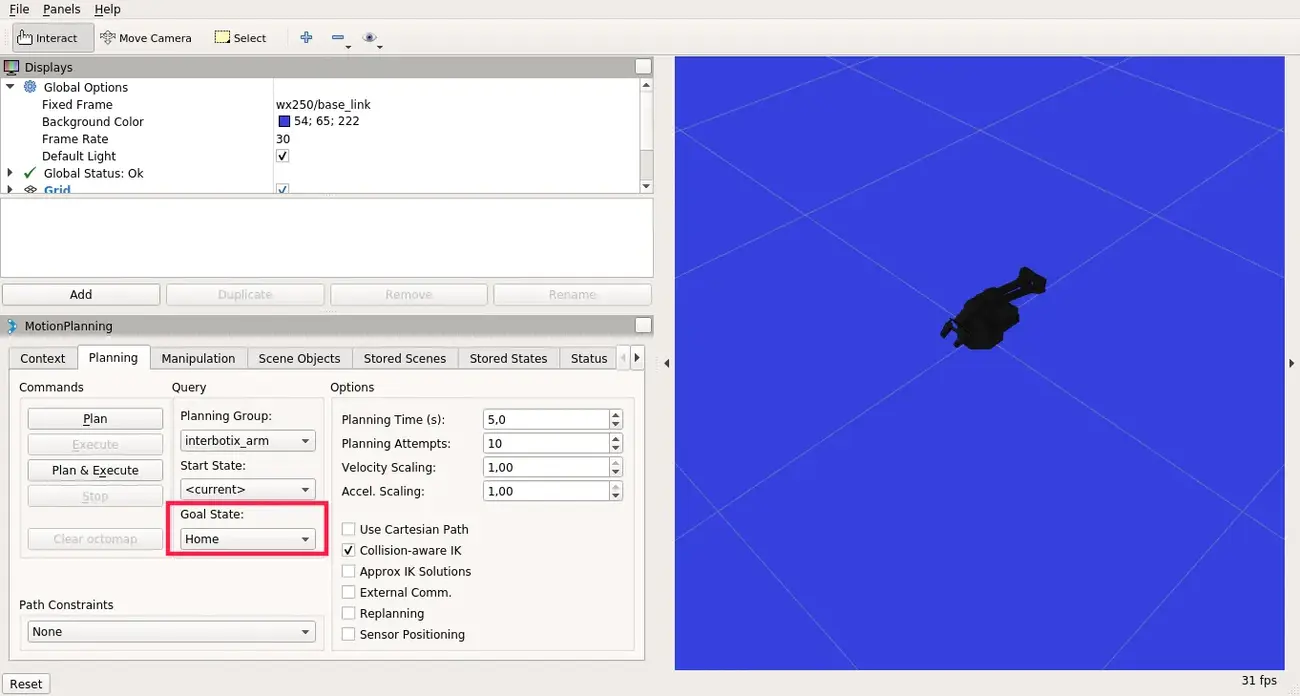 File Panels Help
Interact Move Camera Select
Displays
Global Options
Fixed Frame wx250/base_link
Background Color 54; 65; 222
Frame Rate 30
Default Light
Global Status: Ok
Grid
Add Duplicate Remove Rename
MotionPlanning
Context Planning Manipulation Scene Objects Stored Scenes Stored States Status
Commands Query Options
Plan
Execute
Plan & Execute
Stop
Clear octomap
Planning Group:
interbotix_arm
Start State:
<current>
Goal State:
Home
Planning Time (s): 5,0
Planning Attempts: 10
Velocity Scaling: 1,00
Accel. Scaling: 1,00
Use Cartesian Path
Collision-aware IK
Approx IK Solutions
External Comm.
Replanning
Sensor Positioning
Path Constraints
None
Reset
31 fps